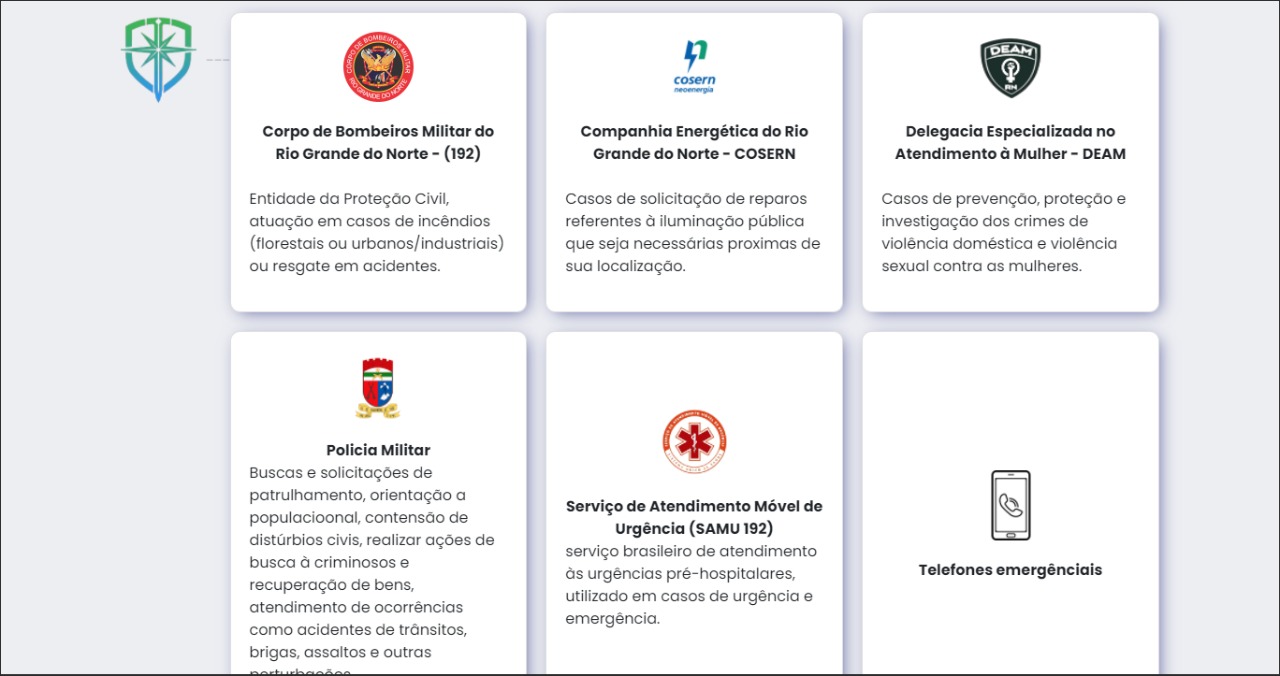 CORPO DE BOMBEIROS MILITAR
RIO GRANDE DO NORTE
Corpo de Bombeiros Militar do
Rio Grande do Norte - (192)
Entidade da Proteção Civil,
atuação em casos de incêndios
(florestais ou urbanos/industriais)
ou resgate em acidentes.
cosern
neoenergia
Companhia Energética do Rio
Grande do Norte - COSERN
Casos de solicitação de reparos
referentes à iluminação pública
que seja necessárias proximas de
sua localização.
DEAM
RN
Delegacia Especializada no
Atendimento à Mulher - DEAM
Casos de prevenção, proteção e
investigação dos crimes de
violência doméstica e violência
sexual contra as mulheres.
Policia Militar
Buscas e solicitações de
patrulhamento, orientação a
populacioonal, contensão de
distúrbios civis, realizar ações de
busca à criminosos e
recuperação de bens,
atendimento de ocorrências
como acidentes de trânsitos,
brigas, assaltos e outras
perturbações
Serviço de Atendimento Móvel de
Urgência (SAMU 192)
serviço brasileiro de atendimento
às urgências pré-hospitalares,
utilizado em casos de urgência e
emergência.
Telefones emergênciais